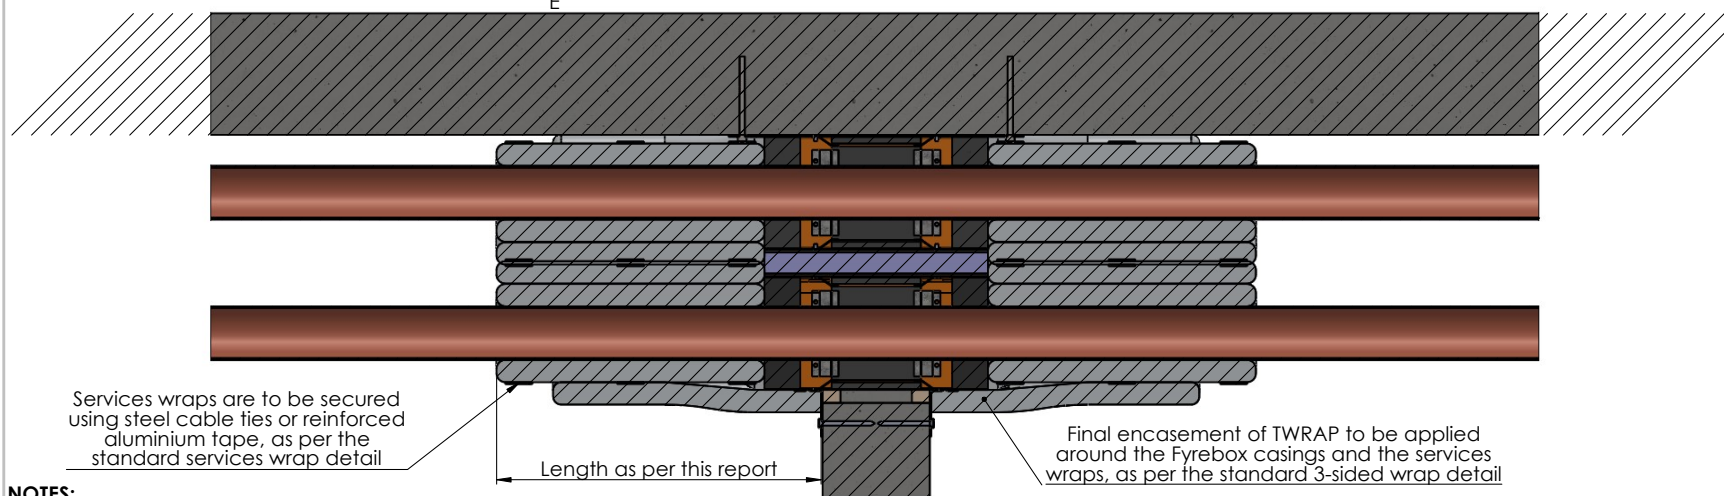 E
Services wraps are to be secured
using steel cable ties or reinforced
aluminium tape, as per the
standard services wrap detail
Length as per this report
Final encasement of TWRAP to be applied
around the Fyrebox casings and the services
wraps, as per the standard 3-sided wrap detail
NOTES: